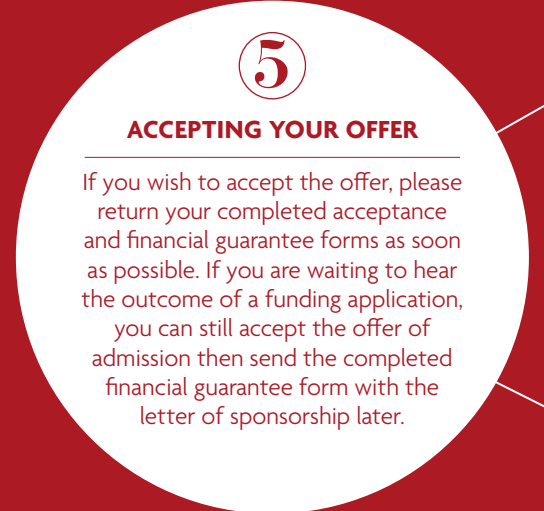 5
ACCEPTING YOUR OFFER
If you wish to accept the offer, please
return your completed acceptance
and financial guarantee forms as soon
as possible. If you are waiting to hear
the outcome of a funding application,
you can still accept the offer of
admission then send the completed
financial guarantee form with the
letter of sponsorship later.